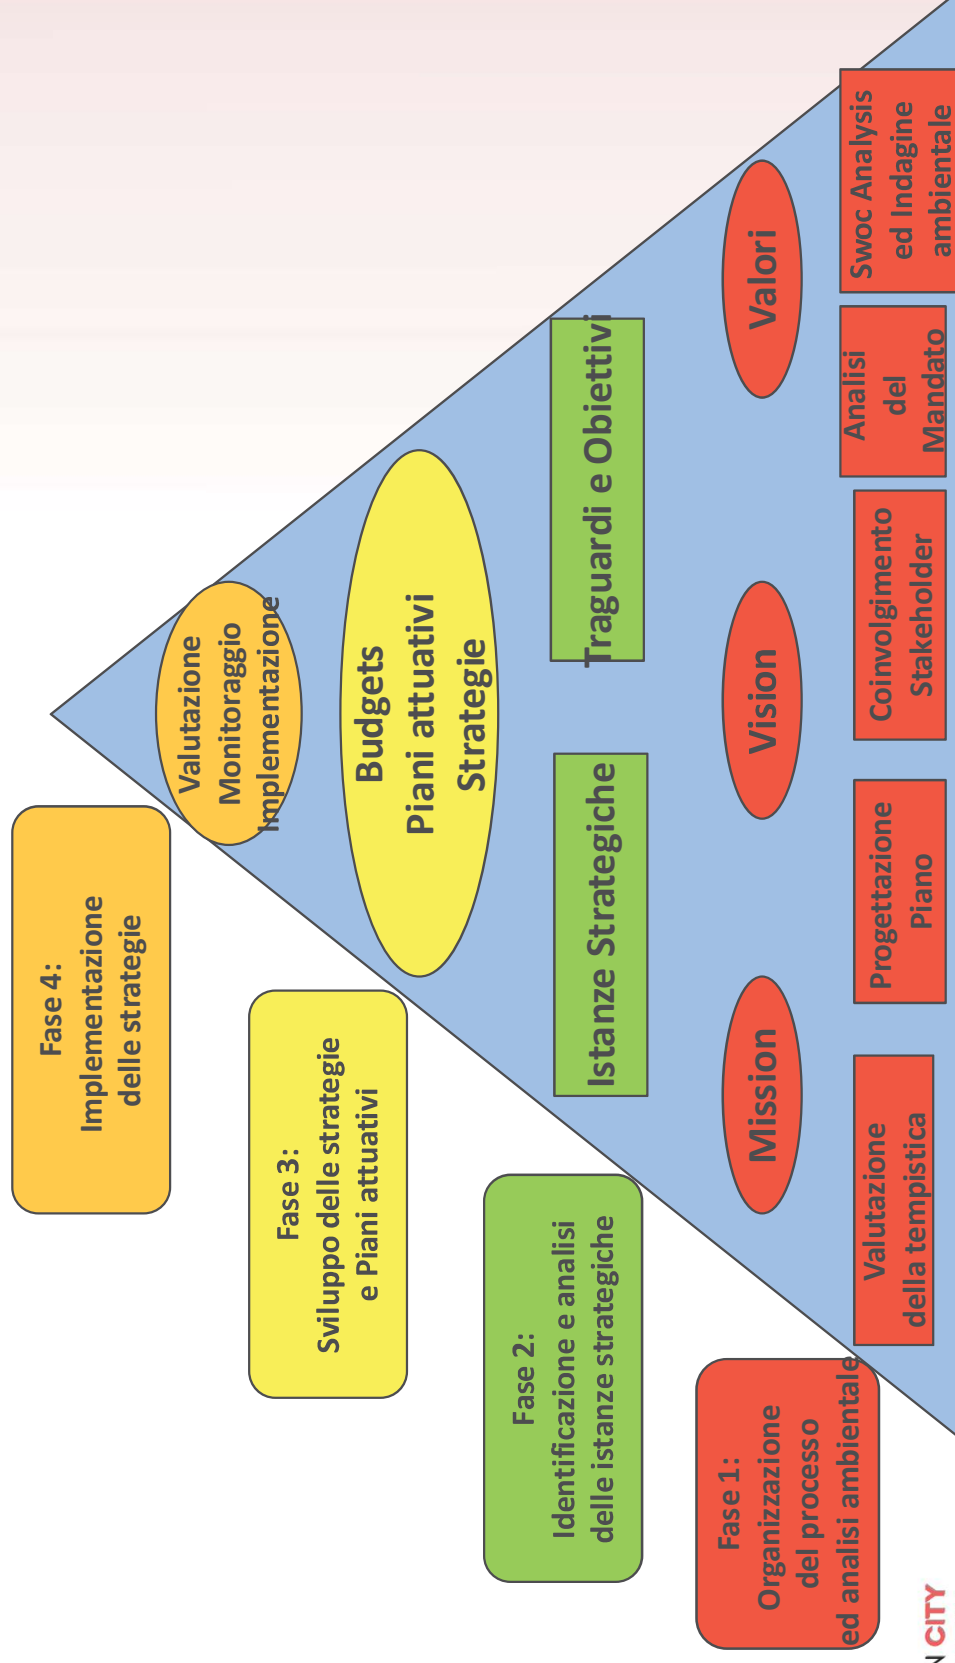 Fase 4:
Implementazione
delle strategie
Valutazione
Monitoraggio
Implementazione
Fase 3:
Sviluppo delle strategie
e Piani attuativi
Budgets
Piani attuativi
Strategie
Fase 2:
Identificazione e analisi
delle istanze strategiche
Istanze Strategiche
Traguardi e Obiettivi
Fase 1:
Organizzazione
del processo
ed analisi ambientale
Mission
Vision
Valori
Valutazione
della tempistica
Progettazione
Piano
Coinvolgimento
Stakeholder
Analisi
del
Mandato
Swoc Analysis
ed Indagine
ambientale
CITY